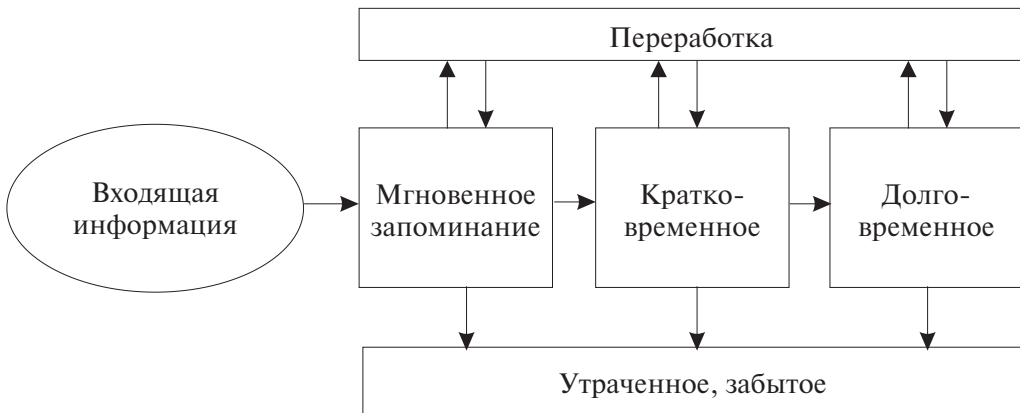 Переработка
Входящая
информация
Мгновенное
запоминание
Кратко-
временное
Долго-
временное
Утраченное, забытое